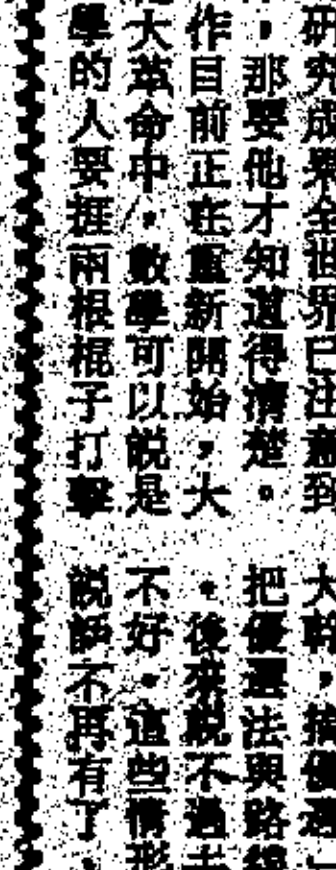 研究成果全世界已注意到
，那要他才知道得清楚。
作目前正在重新開始，大
大革命中，數學可以說是
學的人要捱兩根棍子打擊
大幹，搞優選
把優選法與路線
。後來說不過去
不好。這些情形
說話不再有了，